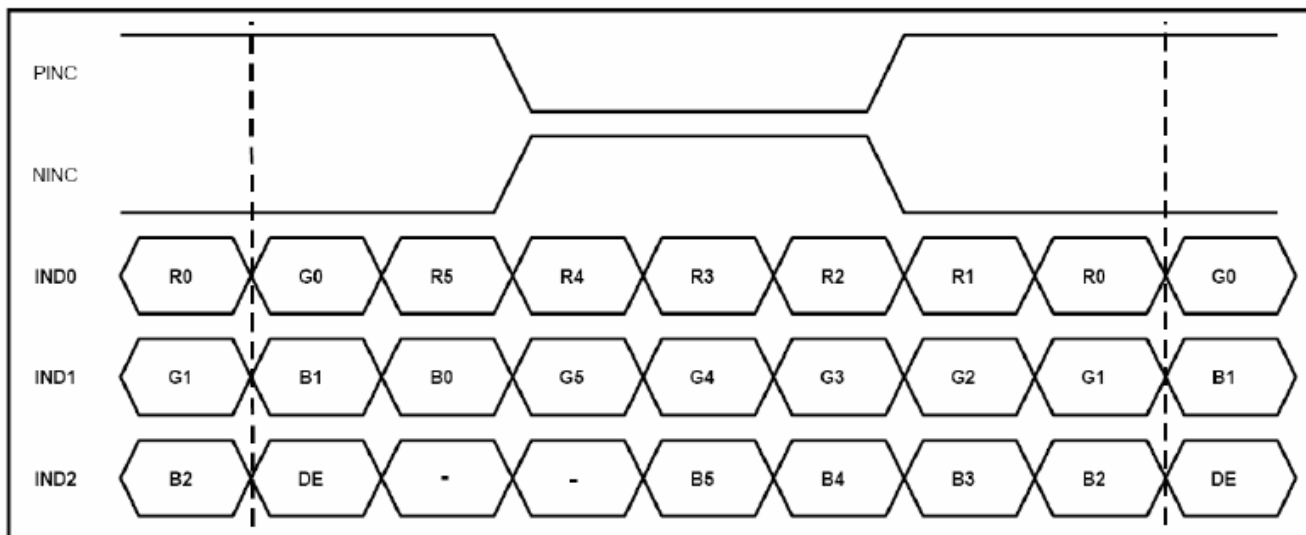 PINC
NINC
IND0 R0 G0 R5 R4 R3 R2 R1 R0 G0
IND1 G1 B1 B0 G5 G4 G3 G2 G1 B1
IND2 B2 DE - - B5 B4 B3 B2 DE